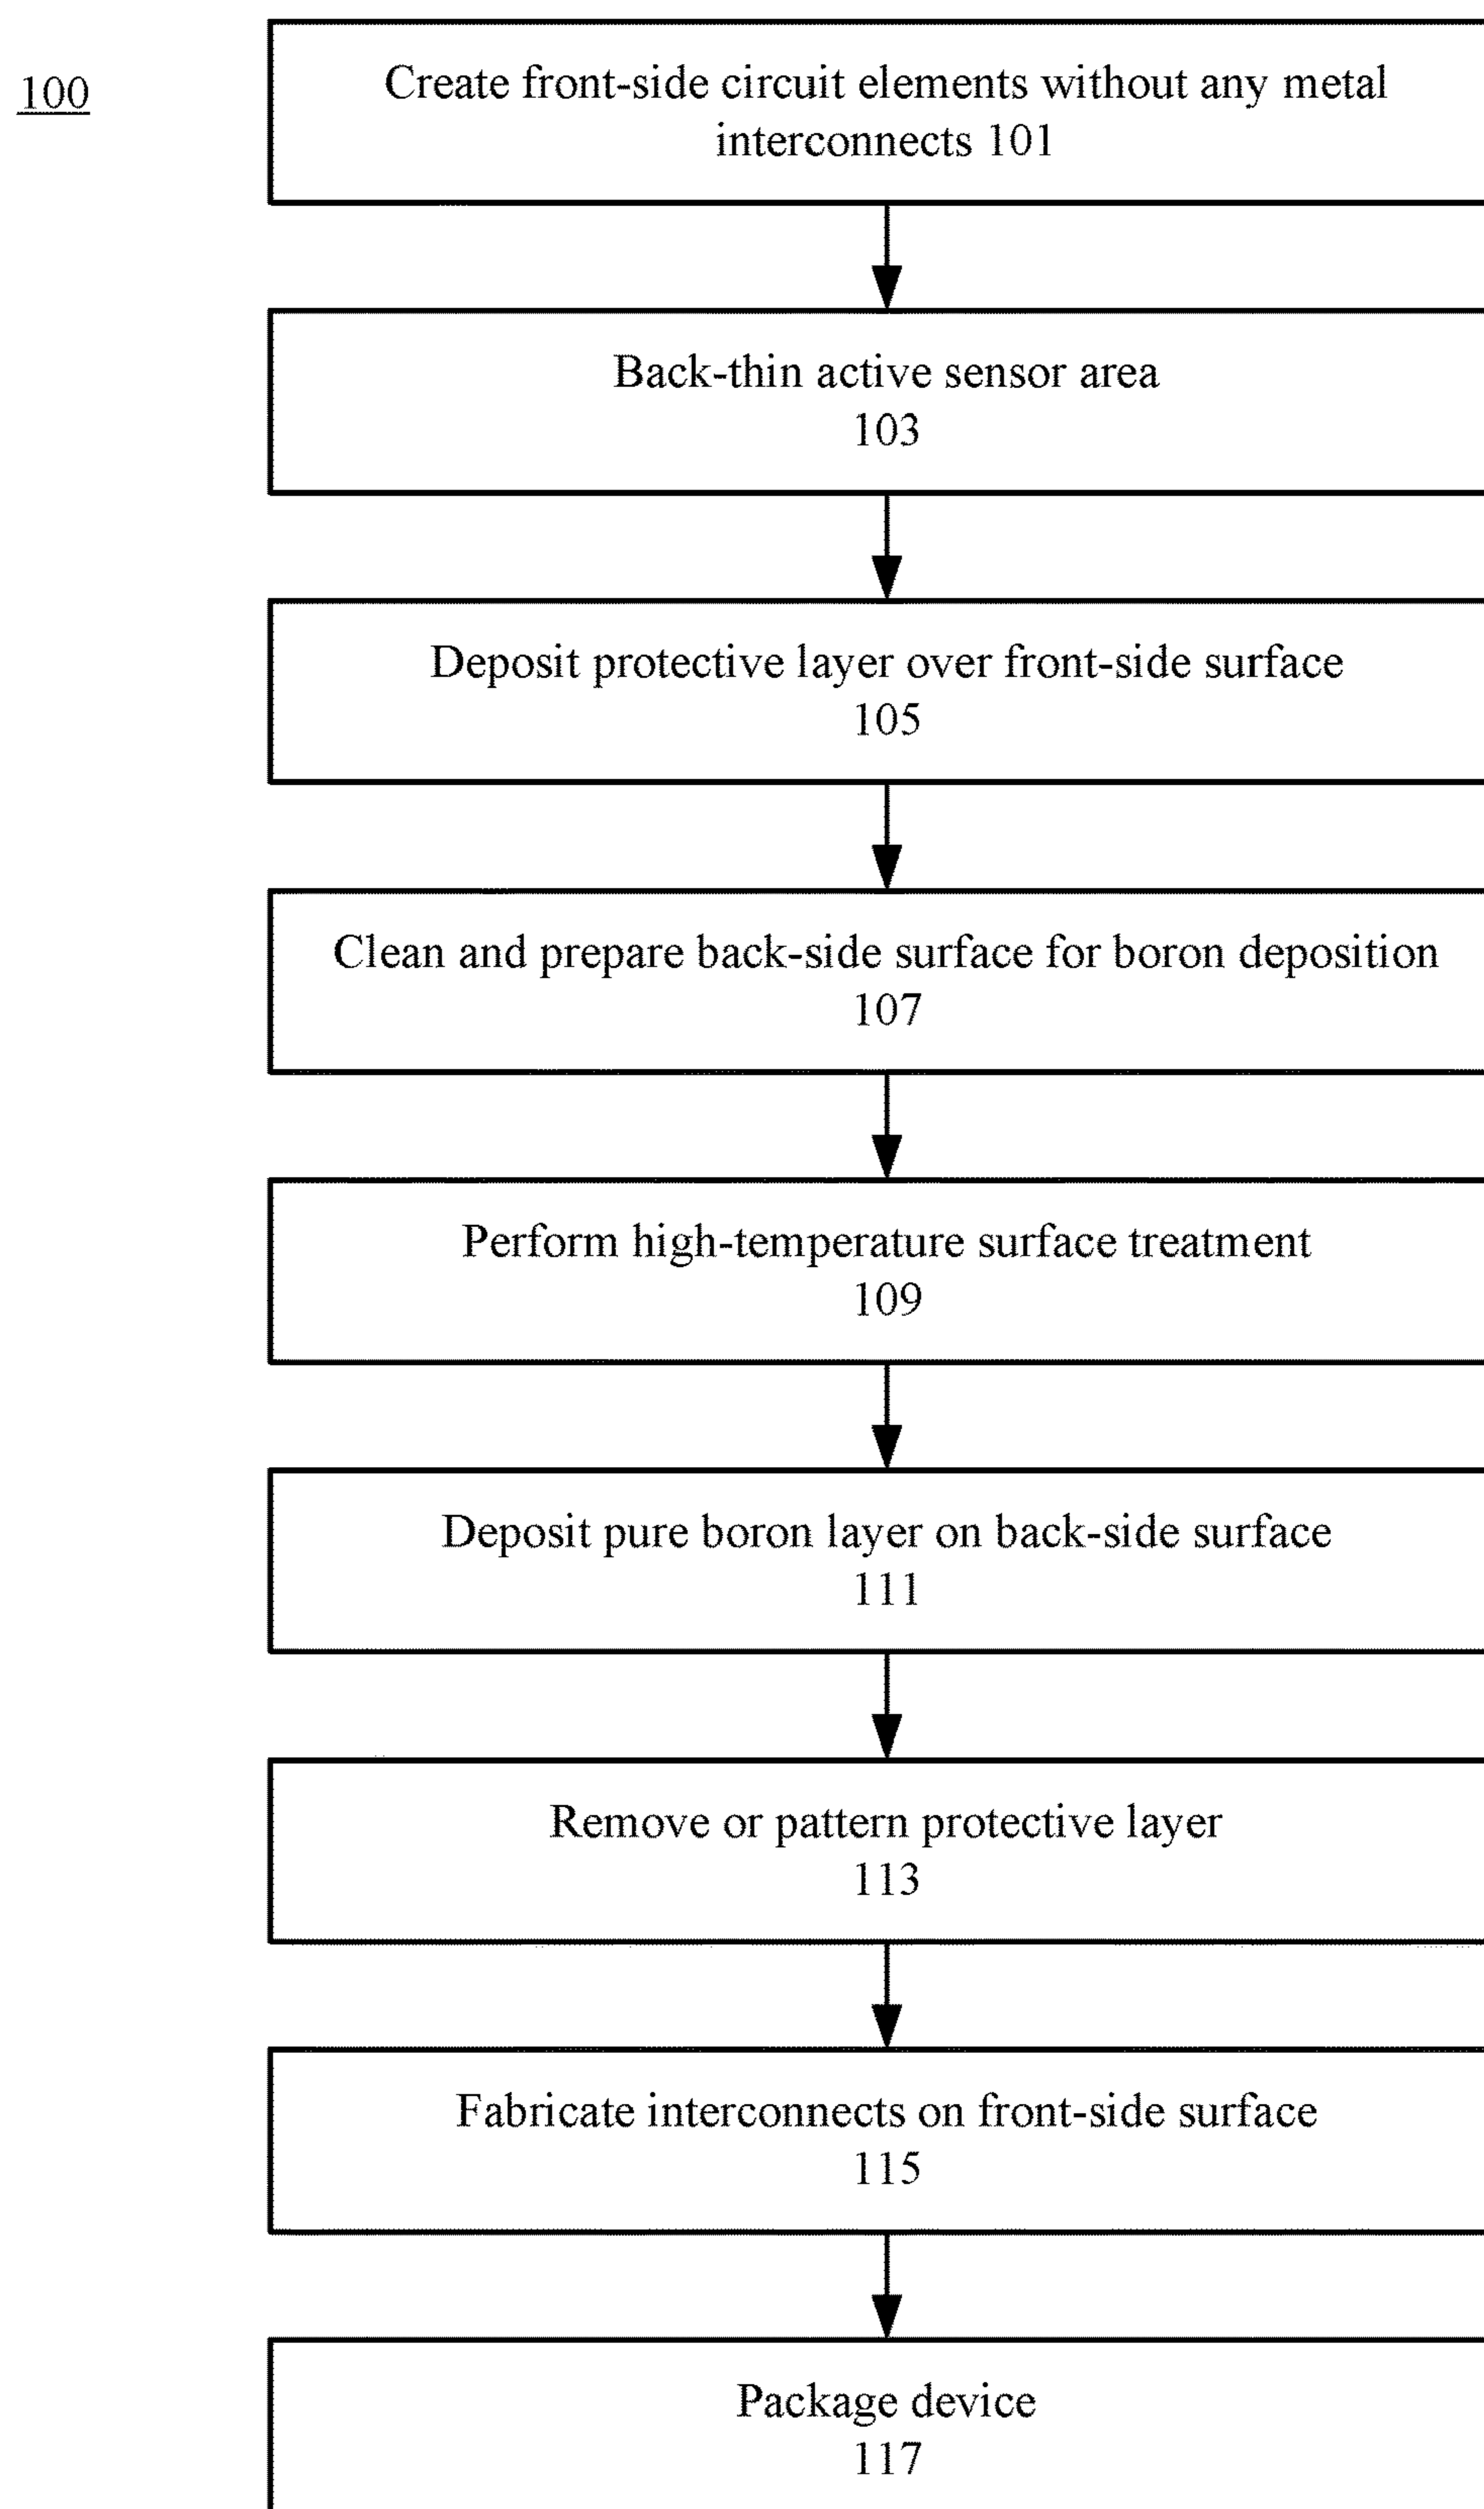 100
Create front-side circuit elements without any metal
interconnects 101
Back-thin active sensor area
103
Deposit protective layer over front-side surface
105
Clean and prepare back-side surface for boron deposition
107
Perform high-temperature surface treatment
109
Deposit pure boron layer on back-side surface
111
Remove or pattern protective layer
113
Fabricate interconnects on front-side surface
115
Package device
117